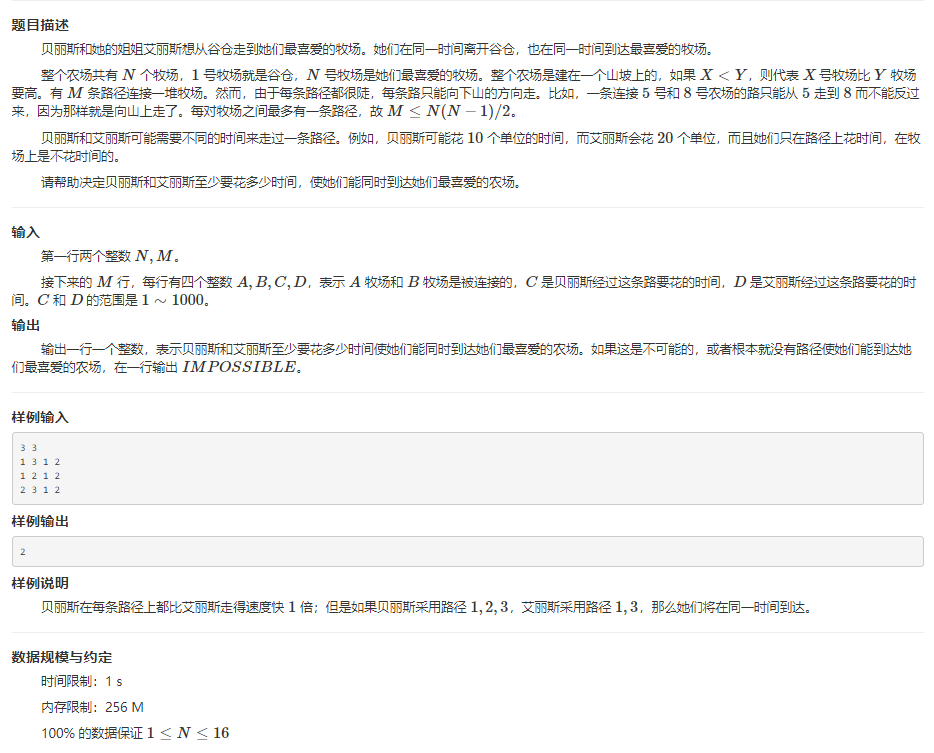 题目描述
贝丽斯和她的姐姐艾丽斯想从谷仓走到她们最喜爱的牧场。她们在同一时间离开谷仓，也在同一时间到达最喜爱的牧场。
整个农场共有 N 个牧场，1 号牧场就是谷仓，N 号牧场是她们最喜爱的牧场。整个农场是建在一个山坡上的，如果 X < Y，则代表 X 号牧场比 Y 牧场
要高。有 M 条路径连接一堆牧场。然而，由于每条路径都很陡，每条路只能向下山的方向走。比如，一条连接 5 号和 8 号农场的路只能从 5 走到 8 而不能反过
来，因为那样就是向山上走了。每对牧场之间最多有一条路径，故 M ≤ N(N − 1)/2。
贝丽斯和艾丽斯可能需要不同的时间来走过一条路径。例如，贝丽斯可能花 10 个单位的时间，而艾丽斯会花 20 个单位，而且她们只在路径上花时间，在牧
场上是不花时间的。
请帮助决定贝丽斯和艾丽斯至少要花多少时间，使她们能同时到达她们最喜爱的农场。
输入
第一行两个整数 N, M。
接下来的 M 行，每行有四个整数 A, B, C, D，表示 A 牧场和 B 牧场是被连接的，C 是贝丽斯经过这条路要花的时间，D 是艾丽斯经过这条路要花的时
间。C 和 D 的范围是 1 ∼ 1000。
输出
输出一行一个整数，表示贝丽斯和艾丽斯至少要花多少时间使她们能同时到达她们最喜爱的农场。如果这是不可能的，或者根本就没有路径使她们能到达她
们最喜爱的农场，在一行输出 IMPOSSIBLE。
样例输入
3 3
1 3 1 2
1 2 1 2
2 3 1 2
样例输出
2
样例说明
贝丽斯在每条路径上都比艾丽斯走得速度快 1 倍；但是如果贝丽斯采用路径 1, 2, 3，艾丽斯采用路径 1, 3，那么她们将在同一时间到达。
数据规模与约定
时间限制：1 s
内存限制：256 M
100% 的数据保证 1 ≤ N ≤ 16